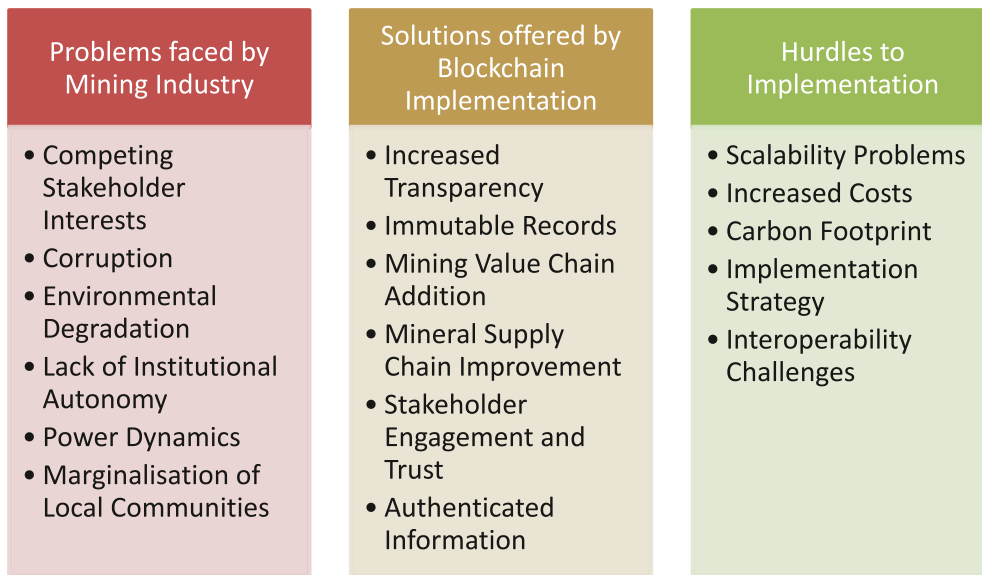 Problems faced by
Mining Industry
• Competing
Stakeholder
Interests
• Corruption
• Environmental
Degradation
• Lack of Institutional
Autonomy
• Power Dynamics
• Marginalisation of
Local Communities
Solutions offered by
Blockchain
Implementation
• Increased
Transparency
• Immutable Records
• Mining Value Chain
Addition
• Mineral Supply
Chain Improvement
• Stakeholder
Engagement and
Trust
• Authenticated
Information
Hurdles to
Implementation
• Scalability Problems
• Increased Costs
• Carbon Footprint
• Implementation
Strategy
• Interoperability
Challenges